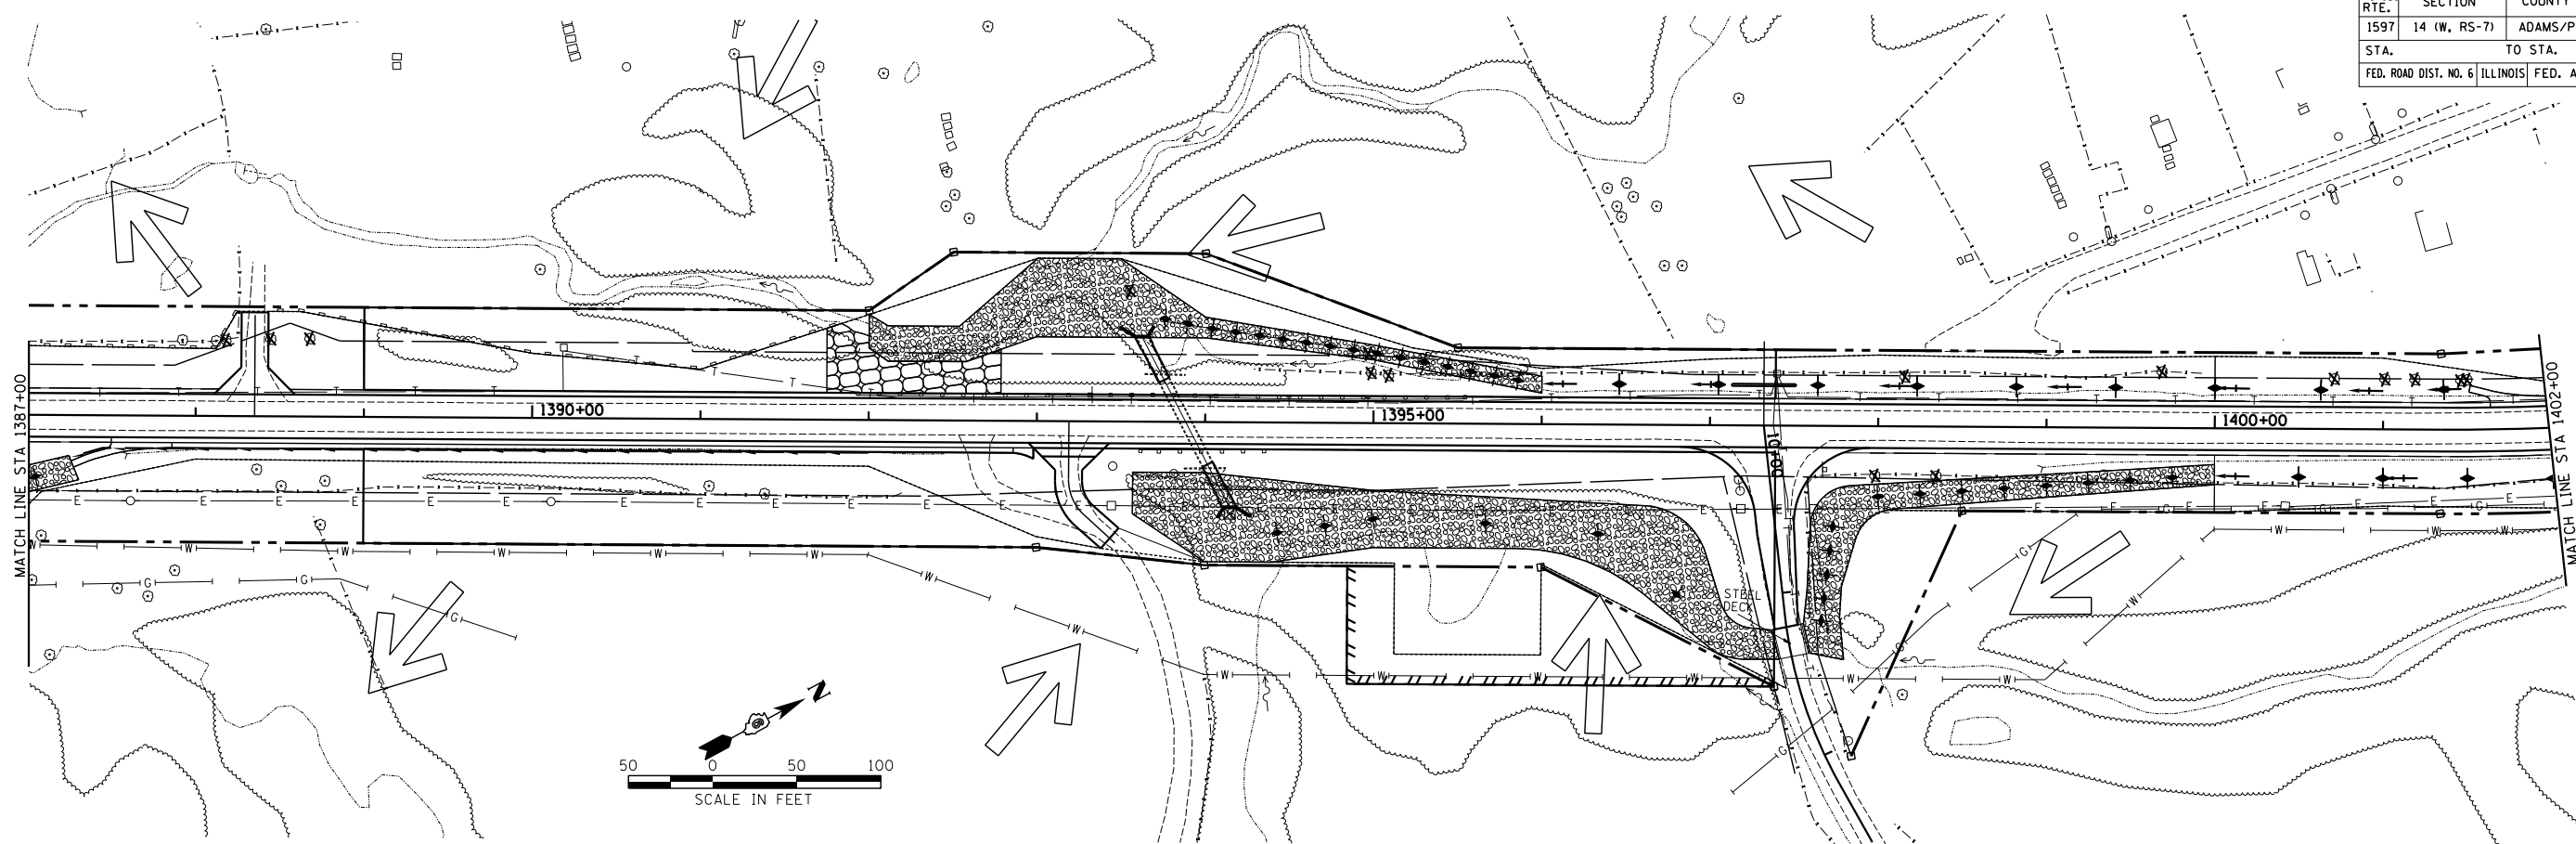 RTE. SECTION COUNTY
1597 14 (W, RS-7) ADAMS/P
STA. TO STA.
FED. ROAD DIST. NO. 6 ILLINOIS FED. A
MATCH LINE STA 1387+00
1390+00
1395+00
1400+00
MATCH LINE STA 1402+00
10+00
T T T T T T T T
E E E E E E E E E E E E
W W W W W W W
G G G
STEEL
DECK
W W W W W W
N
50 0 50 100
SCALE IN FEET